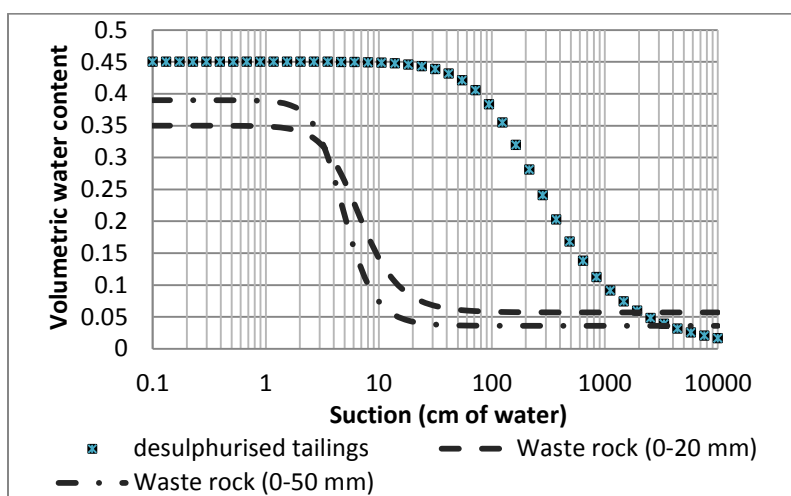 0.5
0.45
0.4
0.35
0.3
0.25
0.2
0.15
0.1
0.05
0
Volumetric water content
0.1 1 10 100 1000 10000
Suction (cm of water)
desulphurised tailings Waste rock (0-20 mm)
Waste rock (0-50 mm)